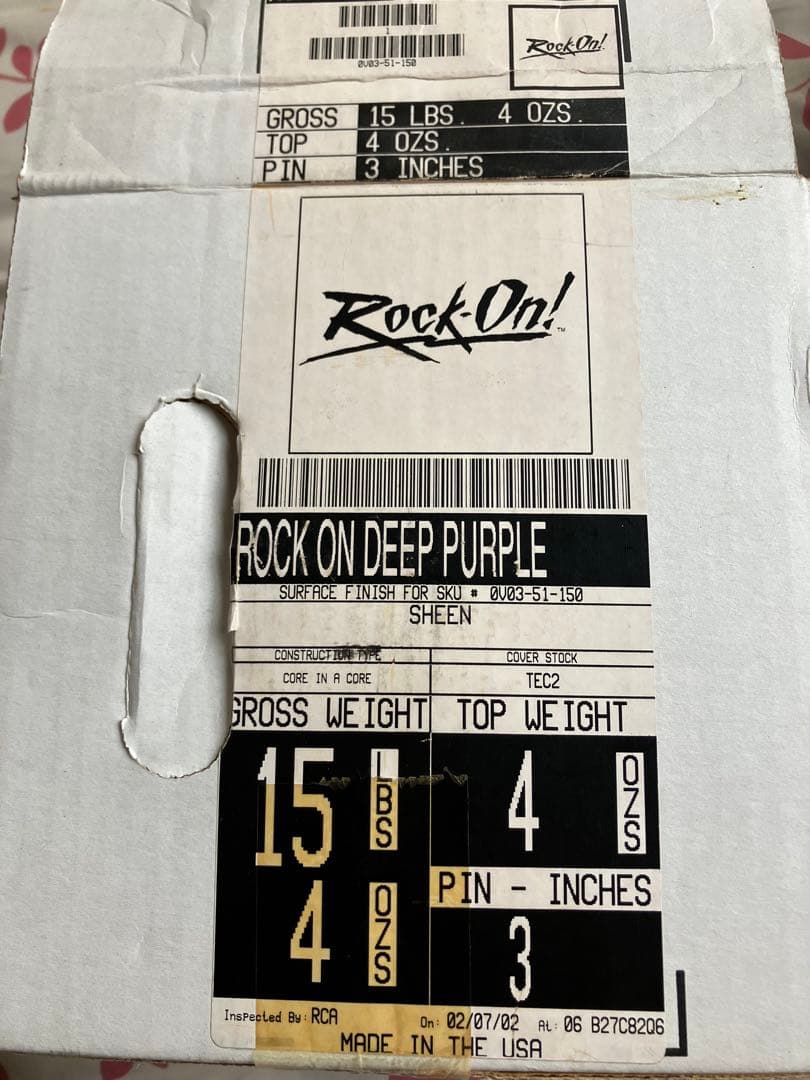 1
0V03-51-150
Rock-On!
GROSS 15 LBS. 4 OZS.
TOP 4 OZS.
PIN 3 INCHES
Rock-On! ™
ROCK ON DEEP PURPLE
SURFACE FINISH FOR SKU # 0V03-51-150
SHEEN
CONSTRUCTION TYPE COVER STOCK
CORE IN A CORE TEC2
GROSS WEIGHT TOP WEIGHT
15 LBS 4 OZS
PIN - INCHES
4 OZS 3
Inspected By: RCA On: 02/07/02 At: 06 B27C82Q6
MADE IN THE USA